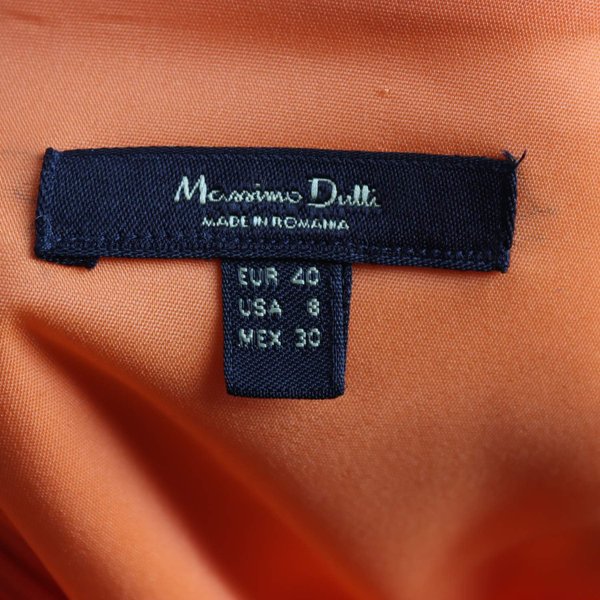 Massimo Dutti
MADE IN ROMANIA
EUR 40
USA 8
MEX 30